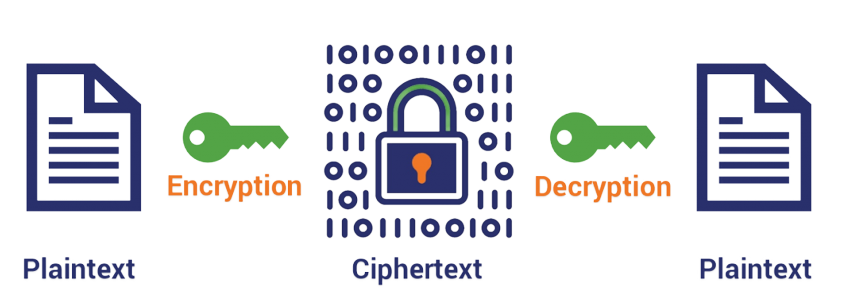 Encryption
Decryption
Plaintext
Ciphertext
Plaintext